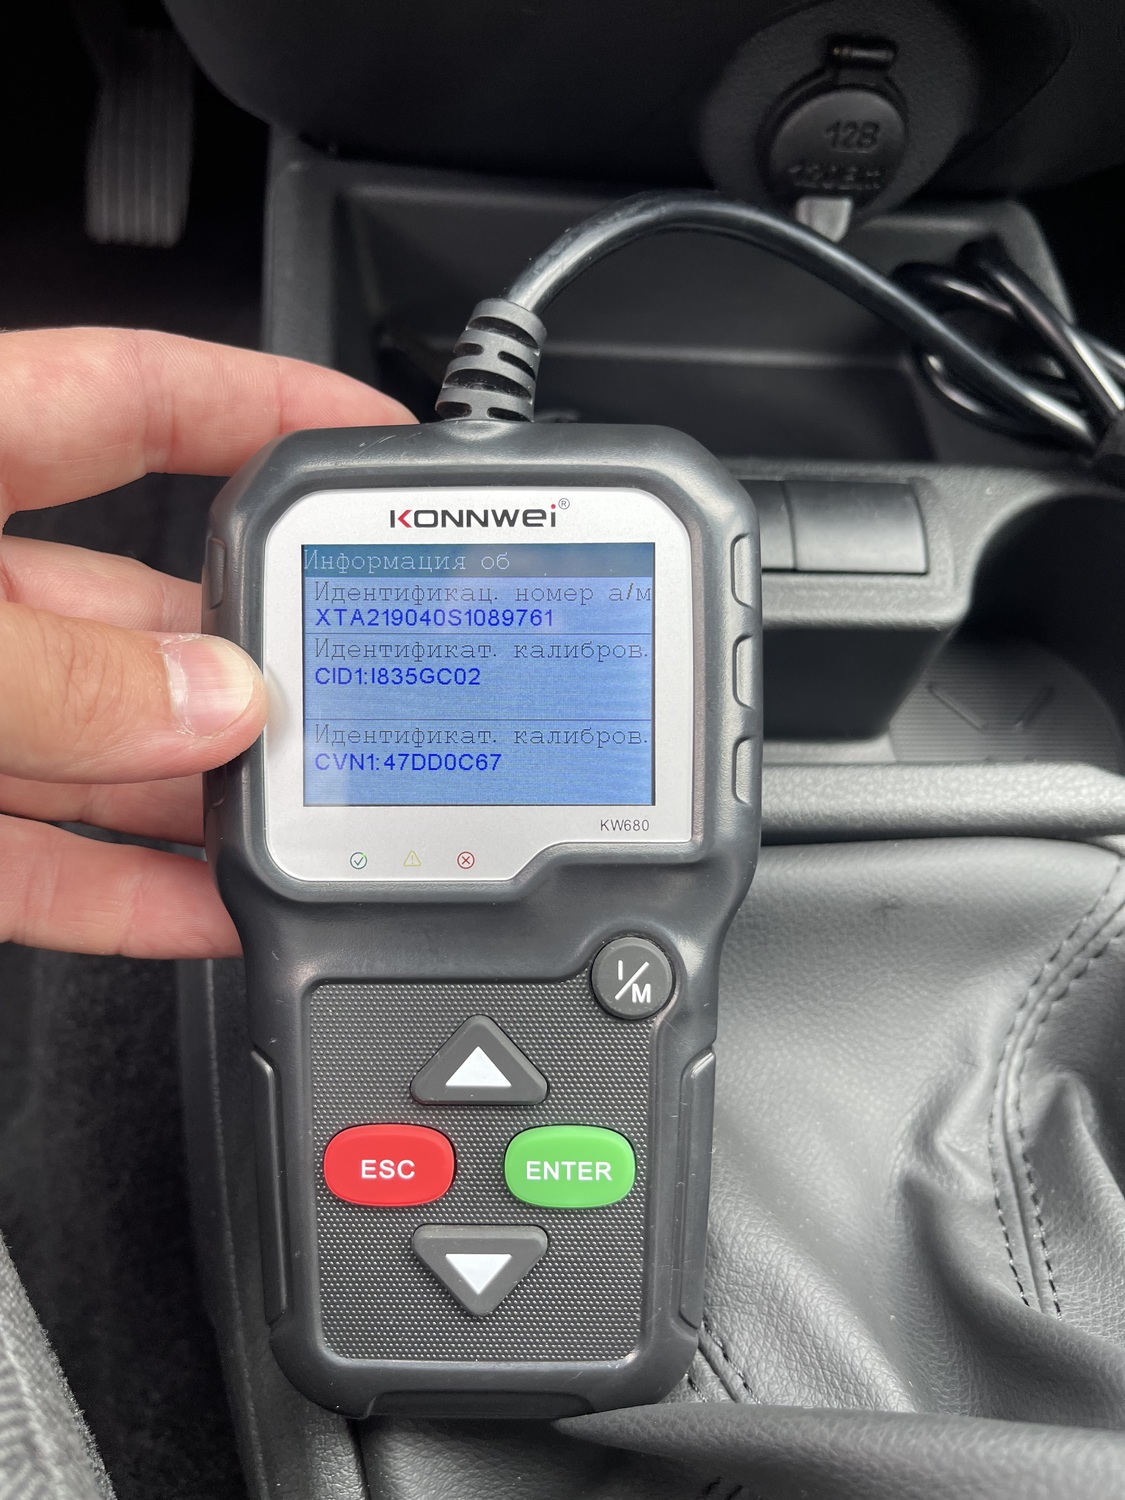 12В
KONNWEI®
Информация об
Идентификац. номер а/м
XTA219040S1089761
Идентификат. калибров.
CID1:I835GC02
Идентификат. калибров.
CVN1:47DD0C67
KW680
I/M
ESC
ENTER